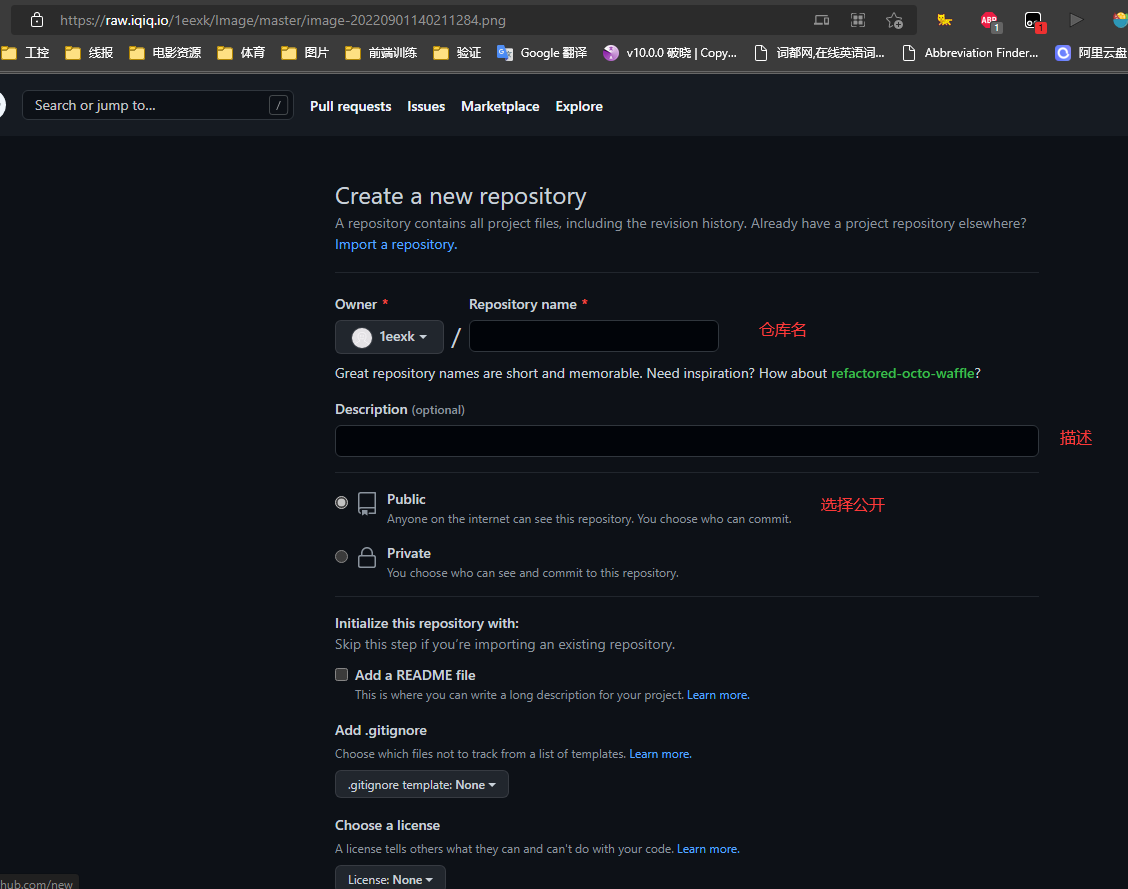 https://raw.iqiq.io/1eexk/Image/master/image-20220901140211284.png
ABP 1 1
工控 线报 电影资源 体育 图片 前端训练 验证 Google 翻译 v10.0.0 破晓 | Copy... 词都网,在线英语词... Abbreviation Finder... 阿里云盘
Search or jump to... / Pull requests Issues Marketplace Explore
Create a new repository
A repository contains all project files, including the revision history. Already have a project repository elsewhere?
Import a repository.
Owner * Repository name *
1eexk / 仓库名
Great repository names are short and memorable. Need inspiration? How about refactored-octo-waffle?
Description (optional)
描述
Public
Anyone on the internet can see this repository. You choose who can commit.
选择公开
Private
You choose who can see and commit to this repository.
Initialize this repository with:
Skip this step if you're importing an existing repository.
Add a README file
This is where you can write a long description for your project. Learn more.
Add .gitignore
Choose which files not to track from a list of templates. Learn more.
.gitignore template: None
Choose a license
A license tells others what they can and can't do with your code. Learn more.
License: None
hub.com/new